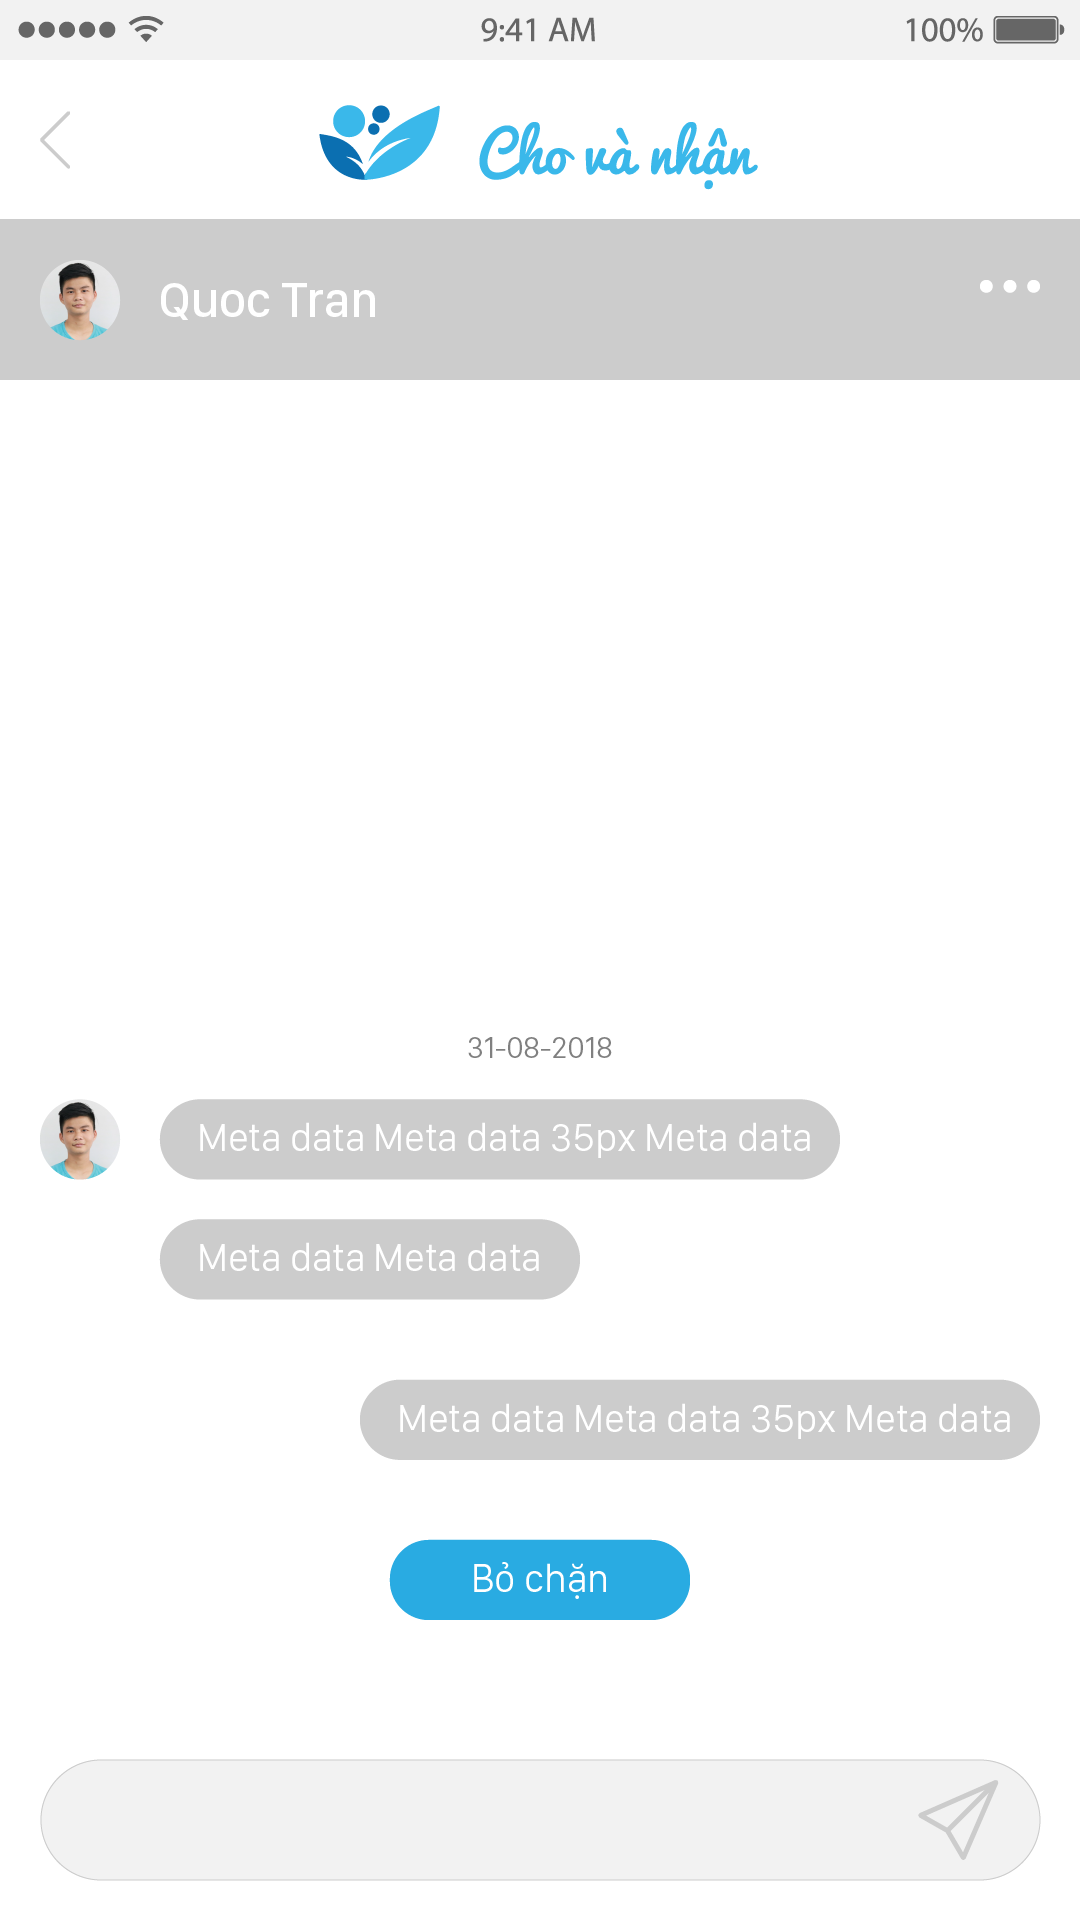 9:41 AM
100%
Cho và nhận
Quoc Tran
31-08-2018
Meta data Meta data 35px Meta data
Meta data Meta data
Meta data Meta data 35px Meta data
Bỏ chặn